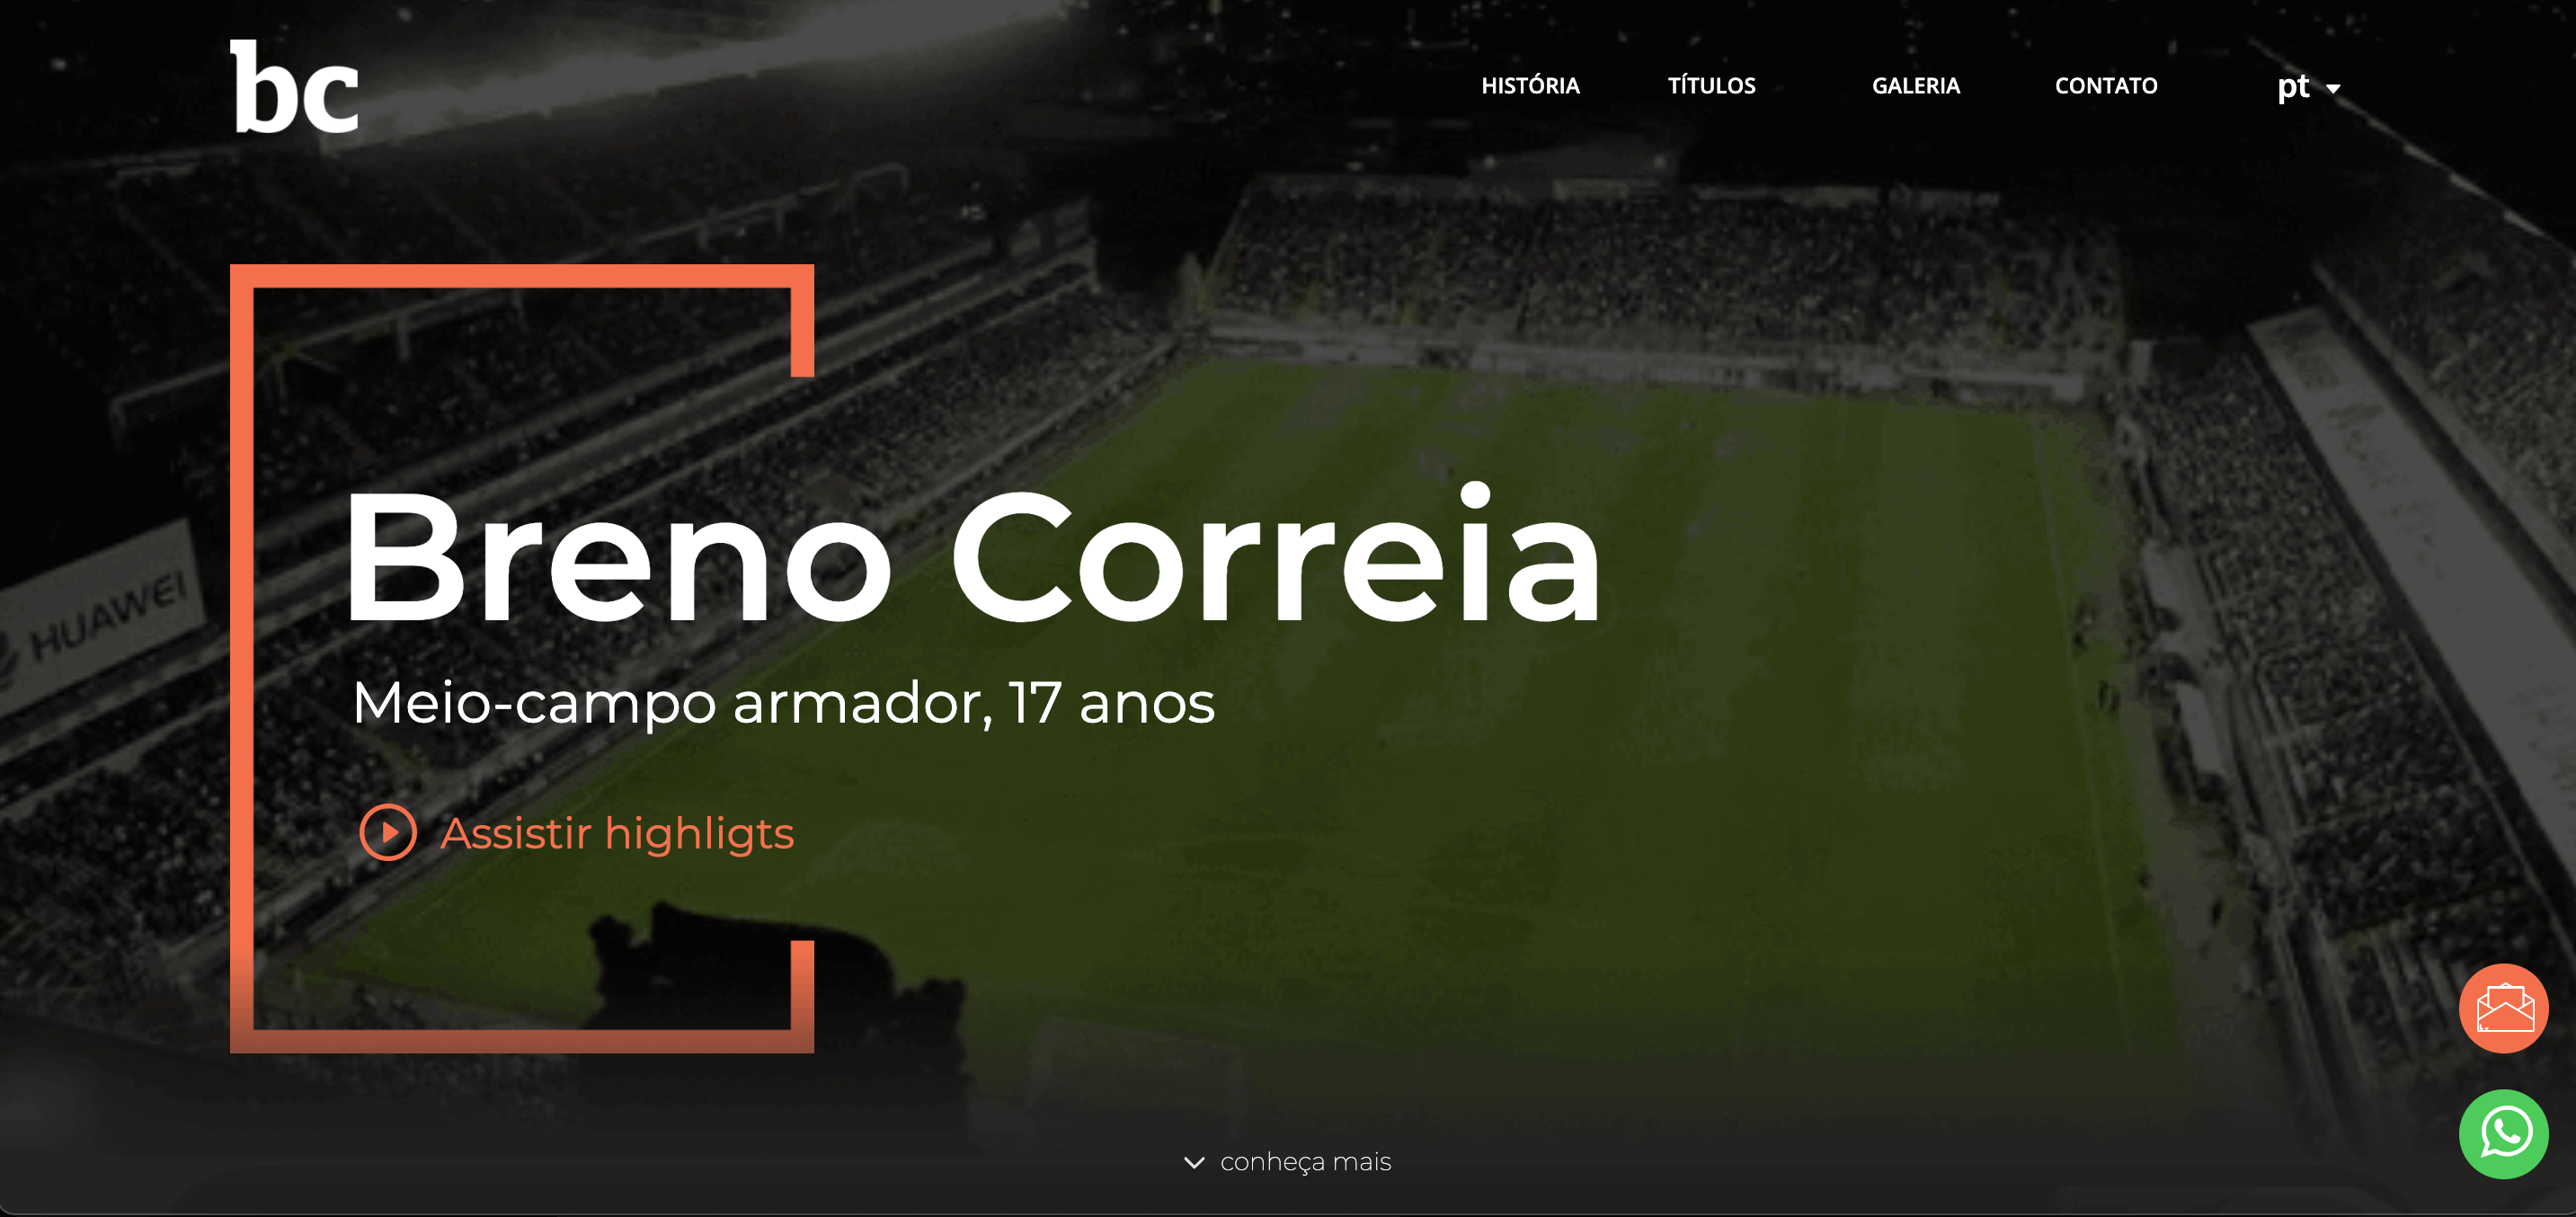 bc
HISTÓRIA TÍTULOS GALERIA CONTATO pt
HUAWEI
Breno Correia
Meio-campo armador, 17 anos
Assistir highligts
conheça mais